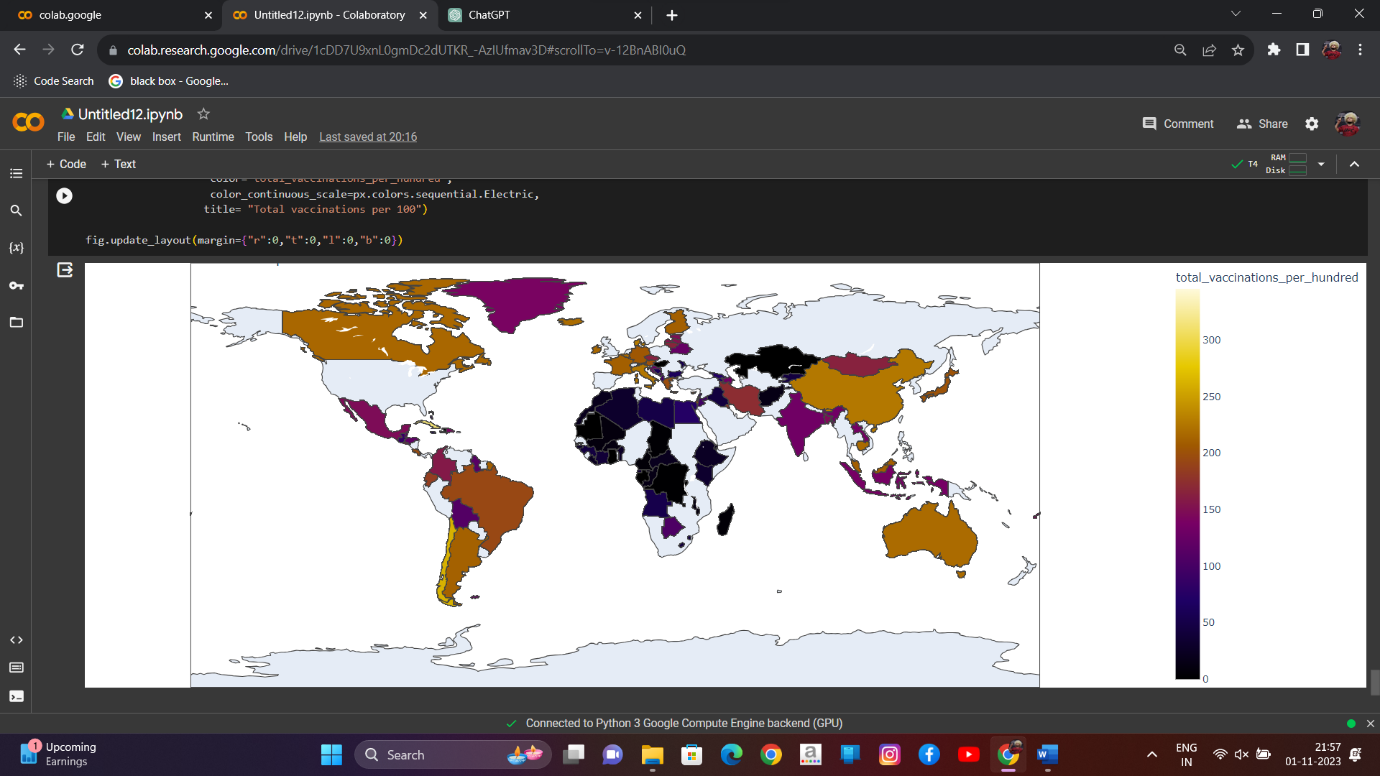 colab.google
Untitled12.ipynb - Colaboratory
ChatGPT
colab.research.google.com/drive/1cDD7U9xnL0gmDc2dUTKR_-AzIUfmav3D#scrollTo=v-12BnABI0uQ
Code Search
black box - Google...
Untitled12.ipynb
File Edit View Insert Runtime Tools Help Last saved at 20:16
Comment Share
+ Code + Text
T4 RAM Disk
color="total_vaccinations_per_hundred",
color_continuous_scale=px.colors.sequential.Electric,
title= "Total vaccinations per 100")
fig.update_layout(margin={"r":0,"t":0,"l":0,"b":0})
total_vaccinations_per_hundred
300
250
200
150
100
50
0
Connected to Python 3 Google Compute Engine backend (GPU)
1
Upcoming
Earnings
Search
ENG
IN
21:57
01-11-2023